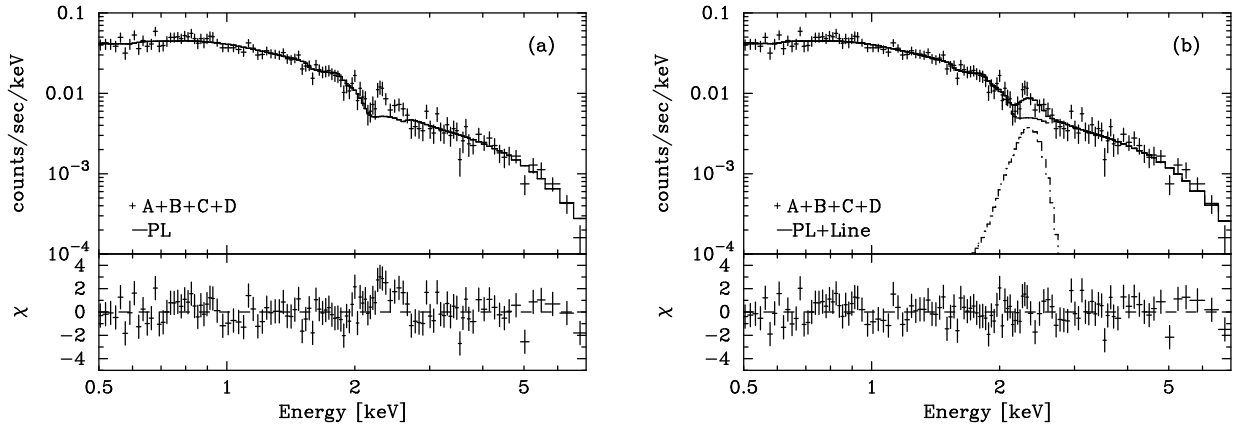 0.1
(a)
0.01
10−3
counts/sec/keV
A+B+C+D
PL
10−4
4
2
0
−2
−4
χ
0.5
1
2
5
Energy [keV]
0.1
(b)
0.01
10−3
counts/sec/keV
A+B+C+D
PL+Line
10−4
4
2
0
−2
−4
χ
0.5
1
2
5
Energy [keV]